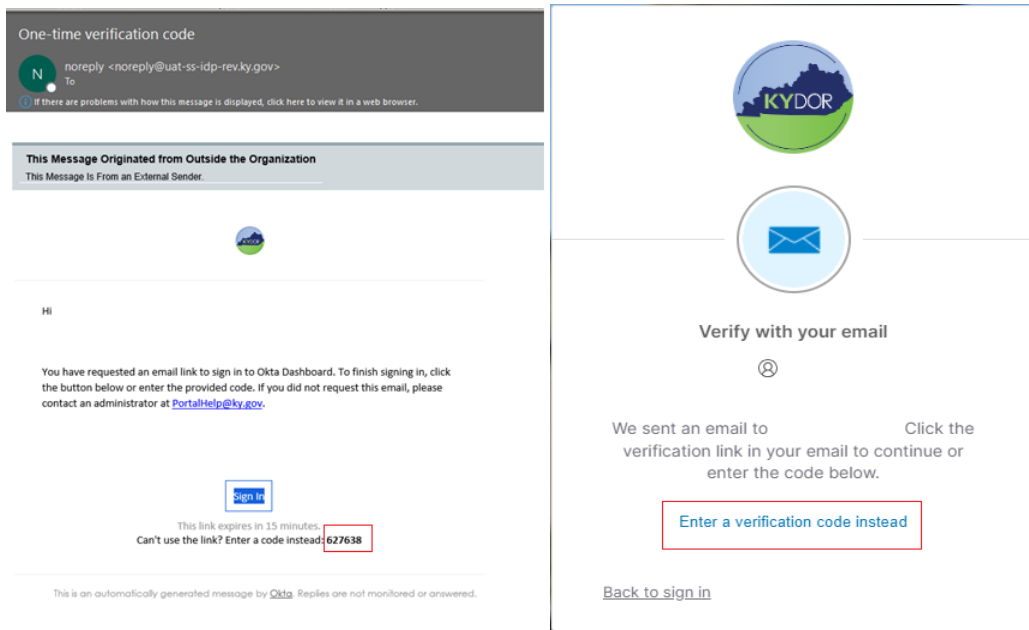 One-time verification code
N
noreply <noreply@uat-ss-idp-rev.ky.gov>
To
If there are problems with how this message is displayed, click here to view it in a web browser.
This Message Originated from Outside the Organization
This Message Is From an External Sender.
KYDOR
Hi
You have requested an email link to sign in to Okta Dashboard. To finish signing in, click
the button below or enter the provided code. If you did not request this email, please
contact an administrator at PortalHelp@ky.gov.
Sign In
This link expires in 15 minutes.
Can't use the link? Enter a code instead: 627638
This is an automatically generated message by Okta. Replies are not monitored or answered.
KYDOR
Verify with your email
We sent an email to Click the
verification link in your email to continue or
enter the code below.
Enter a verification code instead
Back to sign in